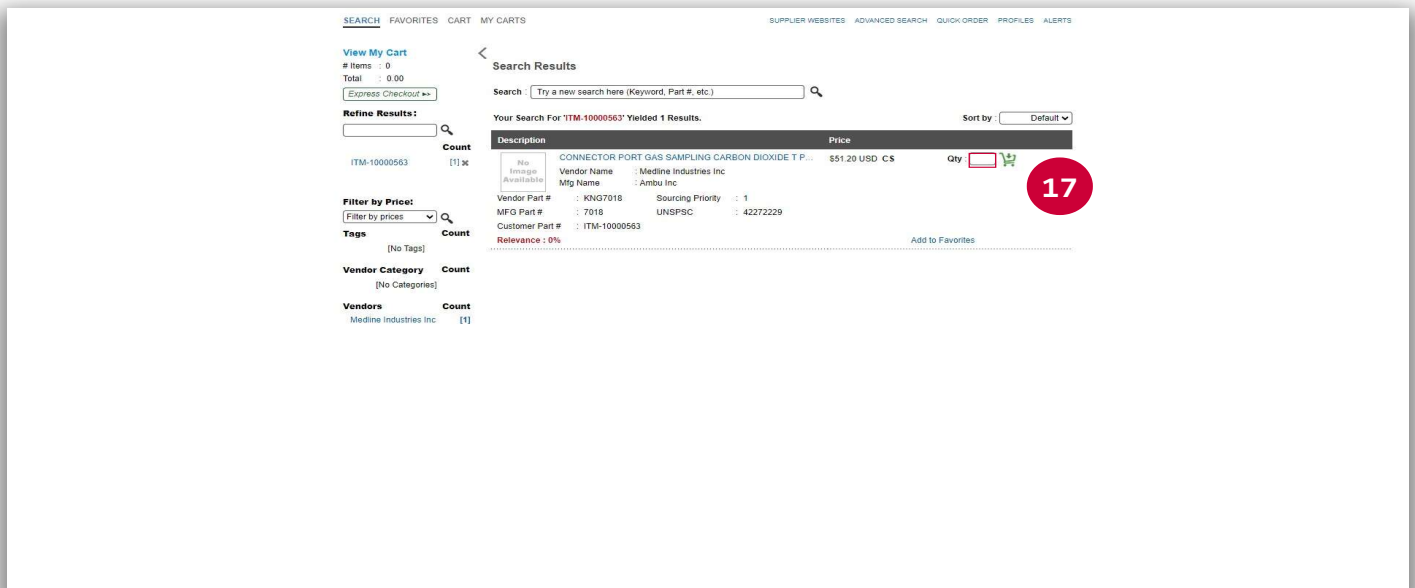 SEARCH FAVORITES CART MY CARTS
SUPPLIER WEBSITES ADVANCED SEARCH QUICK ORDER PROFILES ALERTS
View My Cart
# Items : 0
Total : 0.00
Express Checkout
Refine Results:
Count
ITM-10000563 [1]
Filter by Price:
Filter by prices
Tags Count
[No Tags]
Vendor Category Count
[No Categories]
Vendors Count
Medline Industries Inc [1]
Search Results
Search : Try a new search here (Keyword, Part #, etc.)
Your Search For 'ITM-10000563' Yielded 1 Results.
Sort by : Default
Description Price
No Image Available
CONNECTOR PORT GAS SAMPLING CARBON DIOXIDE T P...
$51.20 USD CS
Qty :
Vendor Name : Medline Industries Inc
Mfg Name : Ambu Inc
Vendor Part # : KNG7018 Sourcing Priority : 1
MFG Part # : 7018 UNSPSC : 42272229
Customer Part # : ITM-10000563
Relevance : 0%
Add to Favorites
17